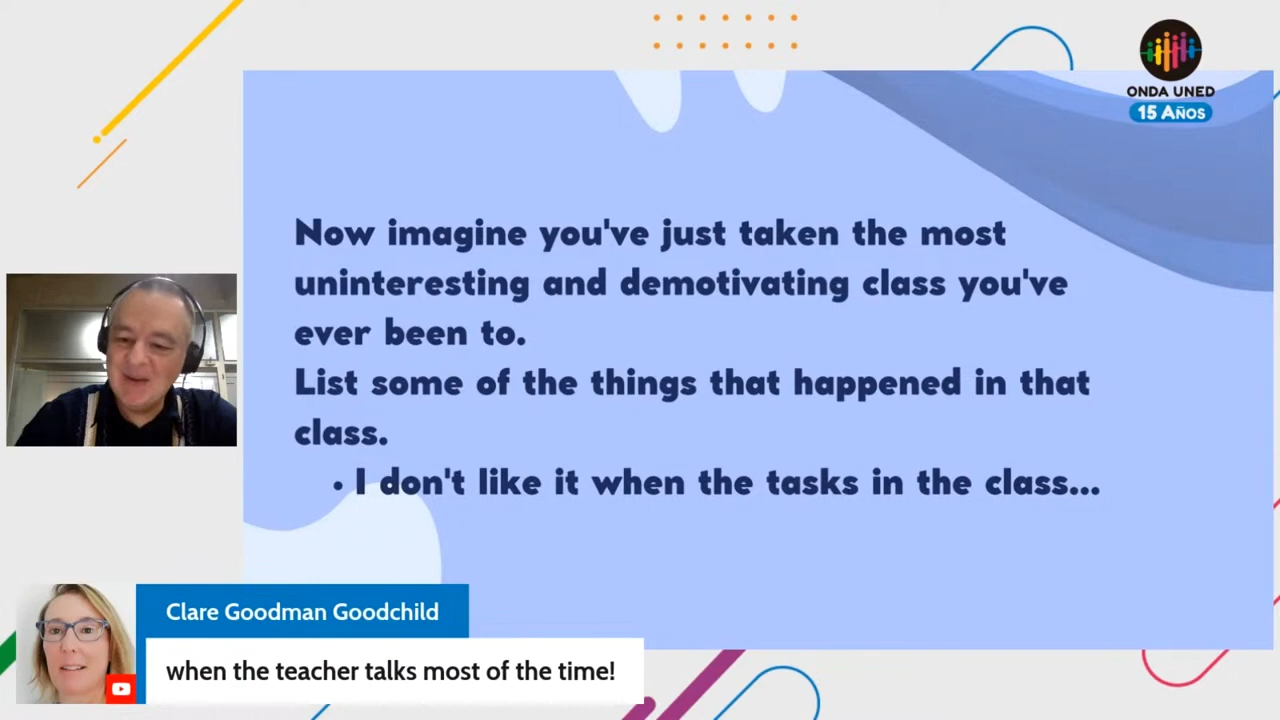 ONDA UNED
15 AÑOS
Now imagine you've just taken the most
uninteresting and demotivating class you've
ever been to.
List some of the things that happened in that
class.
• I don't like it when the tasks in the class...
Clare Goodman Goodchild
when the teacher talks most of the time!